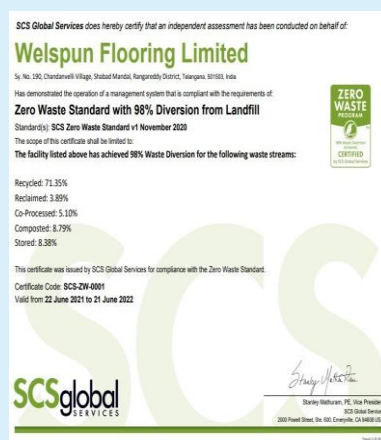 SCS Global Services does hereby certify that an independent assessment has been conducted on behalf of:
Welspun Flooring Limited
Sy. No. 190, Chandanvelli Village, Shabad Mandal, Rangareddy District, Telangana, 501503, India
Has demonstrated the operation of a management system that is compliant with the requirements of:
Zero Waste Standard with 98% Diversion from Landfill
Standard(s): SCS Zero Waste Standard v1 November 2020
The scope of this certificate shall be limited to:
The facility listed above has achieved 98% Waste Diversion for the following waste streams:
ZERO
WASTE
PROGRAM
CERTIFIED
by SCS Global Services
Recycled: 71.35%
Reclaimed: 3.89%
Co-Processed: 5.10%
Composted: 8.79%
Stored: 8.38%
This certificate was issued by SCS Global Services for compliance with the Zero Waste Standard.
Certificate Code: SCS-ZW-0001
Valid from 22 June 2021 to 21 June 2022
SCSglobal
SERVICES
Stanley Mathuram, PE, Vice President
SCS Global Services
2000 Powell Street, Ste. 600, Emeryville, CA 94608 US
SCS